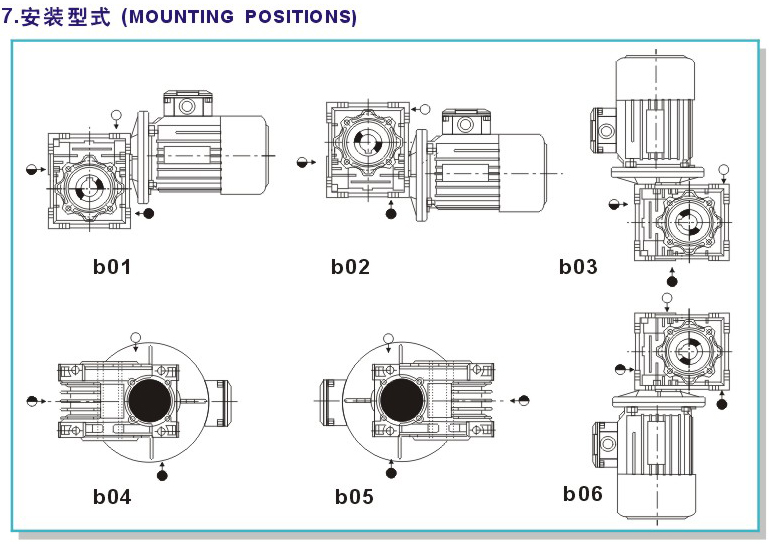 7.安装型式 (MOUNTING POSITIONS)
b01
b02
b03
b04
b05
b06